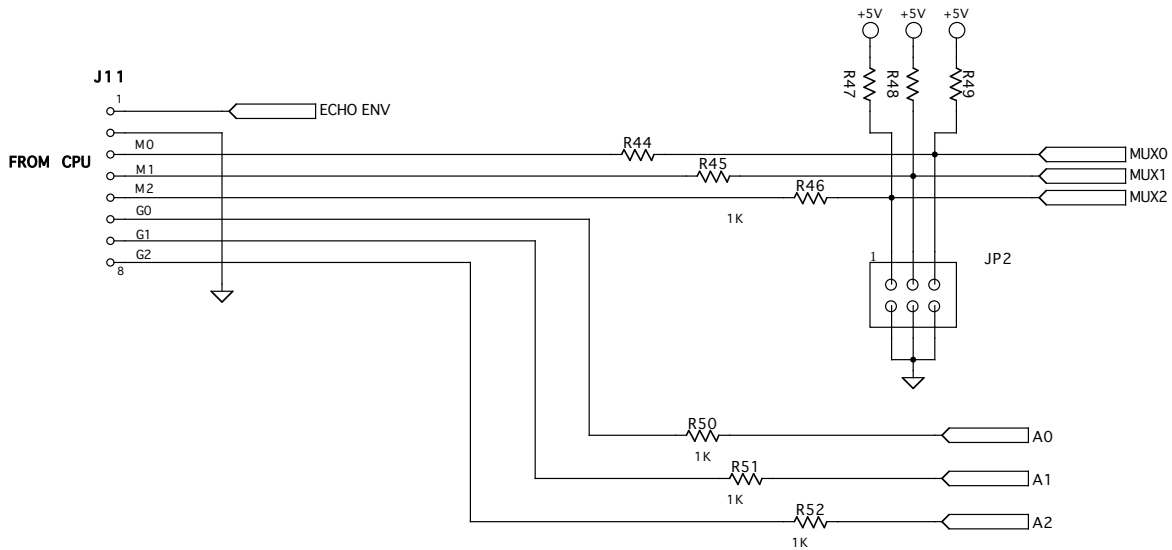 +5V +5V +5V
R47 R48 R49
J11
1
ECHO ENV
FROM CPU
M0 R44 MUX0
M1 R45 MUX1
M2 R46 MUX2
1K
G0
G1
G2
8
1 JP2
R50 A0
1K
R51 A1
1K
R52 A2
1K